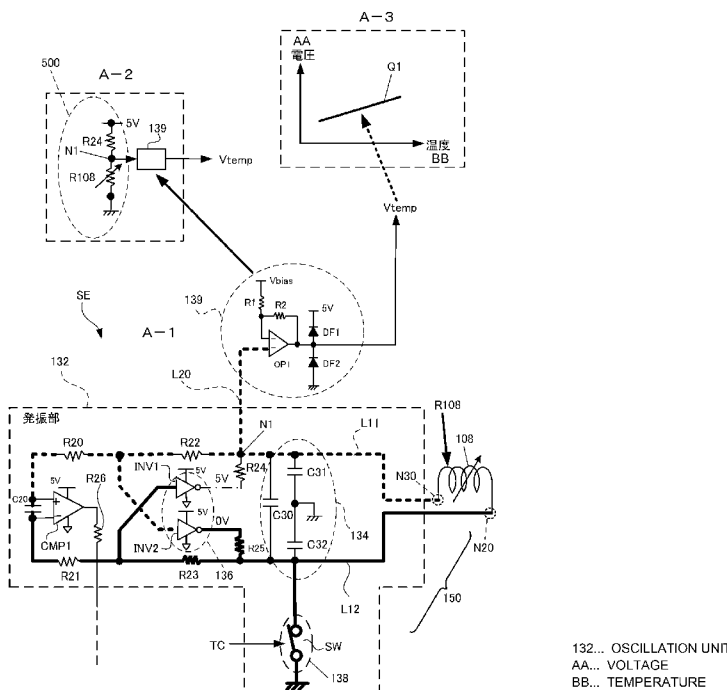 A-3
AA
電圧
Q1
温度
BB
500
A-2
5V
139
R24
N1
Vtemp
R108
Vtemp
SE
A-1
139
Vbias
R1
R2
5V
DF1
OP1
DF2
L20
132
発振部
R20
R22
N1
L11
R108
108
C20
5V
R26
INV1
5V
5V
R24
C31
N30
5V
0V
C30
134
CMP1
INV2
R25
C32
N20
R21
R23
136
L12
150
TC
SW
138
132... OSCILLATION UNIT
AA... VOLTAGE
BB... TEMPERATURE